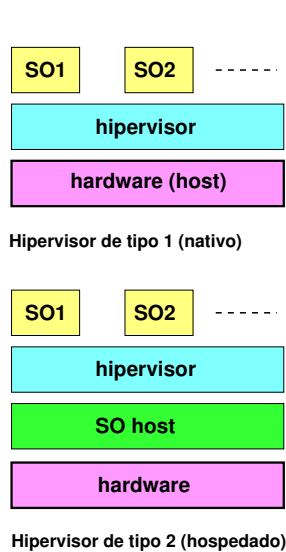 SO1 SO2
hipervisor
hardware (host)
Hipervisor de tipo 1 (nativo)
SO1 SO2
hipervisor
SO host
hardware
Hipervisor de tipo 2 (hospedado)